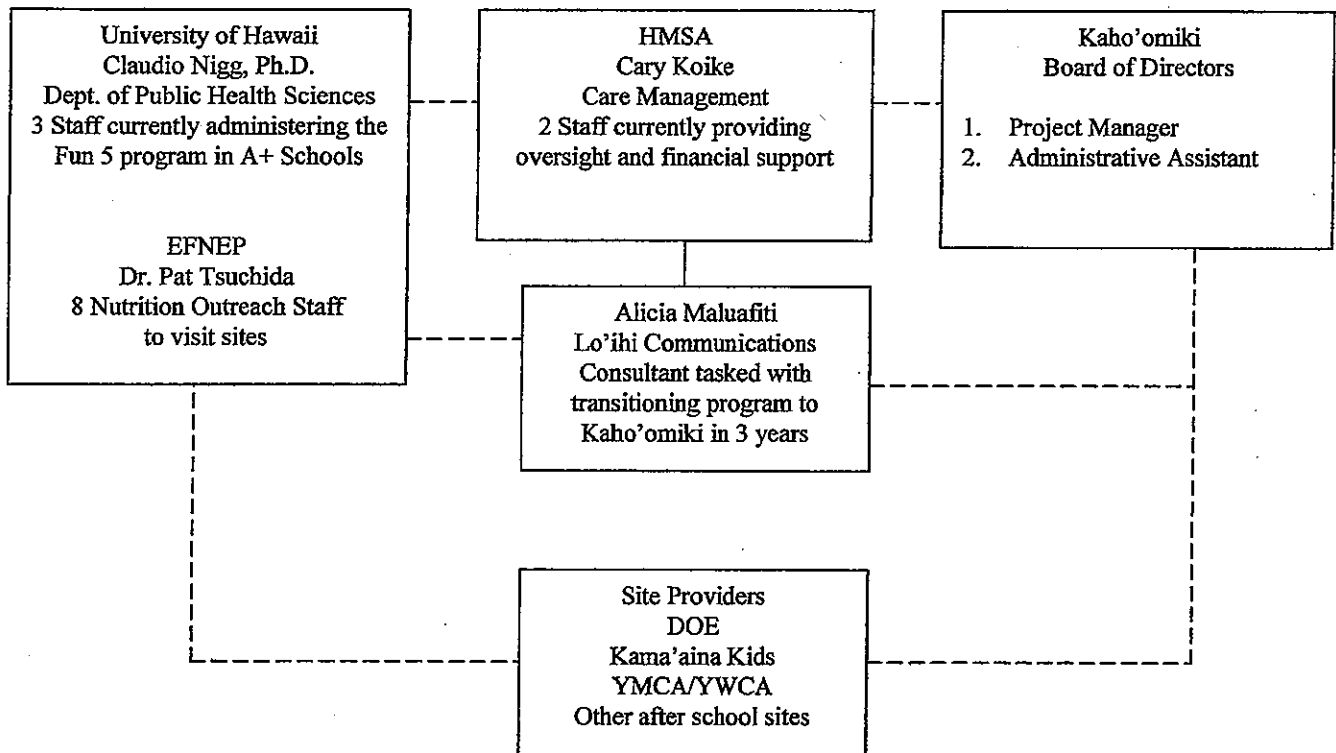 University of Hawaii
Claudio Nigg, Ph.D.
Dept. of Public Health Sciences
3 Staff currently administering the
Fun 5 program in A+ Schools
EFNEP
Dr. Pat Tsuchida
8 Nutrition Outreach Staff
to visit sites
HMSA
Cary Koike
Care Management
2 Staff currently providing
oversight and financial support
Kaho'omiki
Board of Directors
1. Project Manager
2. Administrative Assistant
Alicia Maluafiti
Lo'ihi Communications
Consultant tasked with
transitioning program to
Kaho'omiki in 3 years
Site Providers
DOE
Kama'aina Kids
YMCA/YWCA
Other after school sites